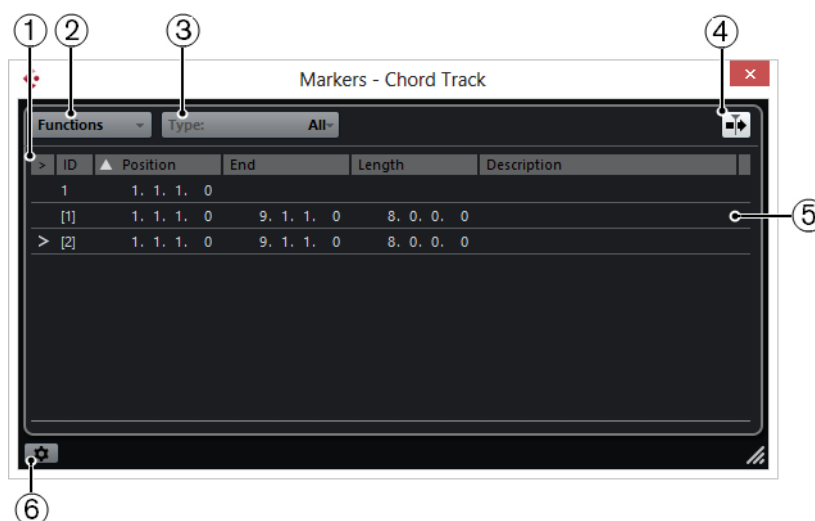 1 2 3 4
Markers - Chord Track ×
Functions Type: All
> ID Position End Length Description
1 1. 1. 1. 0
[1] 1. 1. 1. 0 9. 1. 1. 0 8. 0. 0. 0
5
> [2] 1. 1. 1. 0 9. 1. 1. 0 8. 0. 0. 0
6